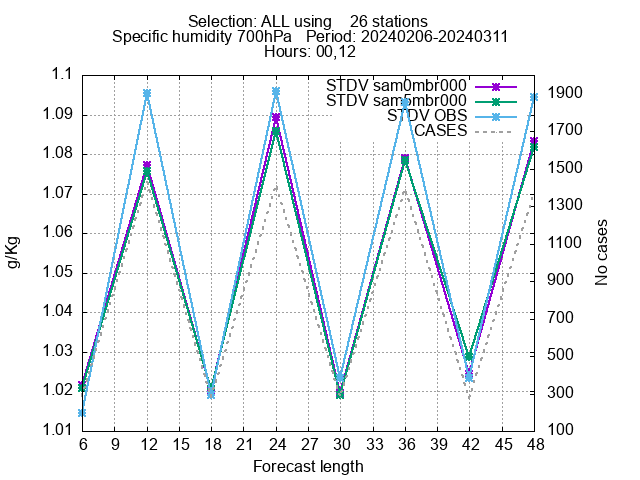 Selection: ALL using 26 stations
Specific humidity 700hPa Period: 20240206-20240311
Hours: 00,12
STDV sam0mbr000
STDV sam5mbr000
STDV OBS
CASES
1.1
1.09
1.08
1.07
1.06
1.05
1.04
1.03
1.02
1.01
g/Kg
1900
1700
1500
1300
1100
900
700
500
300
100
No cases
6 9 12 15 18 21 24 27 30 33 36 39 42 45 48
Forecast length